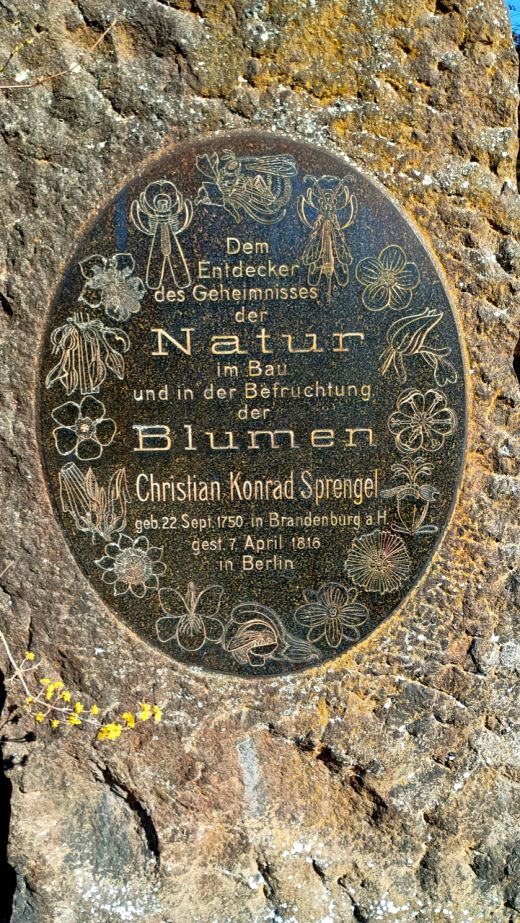 Dem
Entdecker
des Geheimnisses
der
Natur
im Bau
und in der Befruchtung
der
Blumen
Christian Konrad Sprengel
geb. 22. Sept. 1750 in Brandenburg a. H.
gest. 7. April 1816
in Berlin